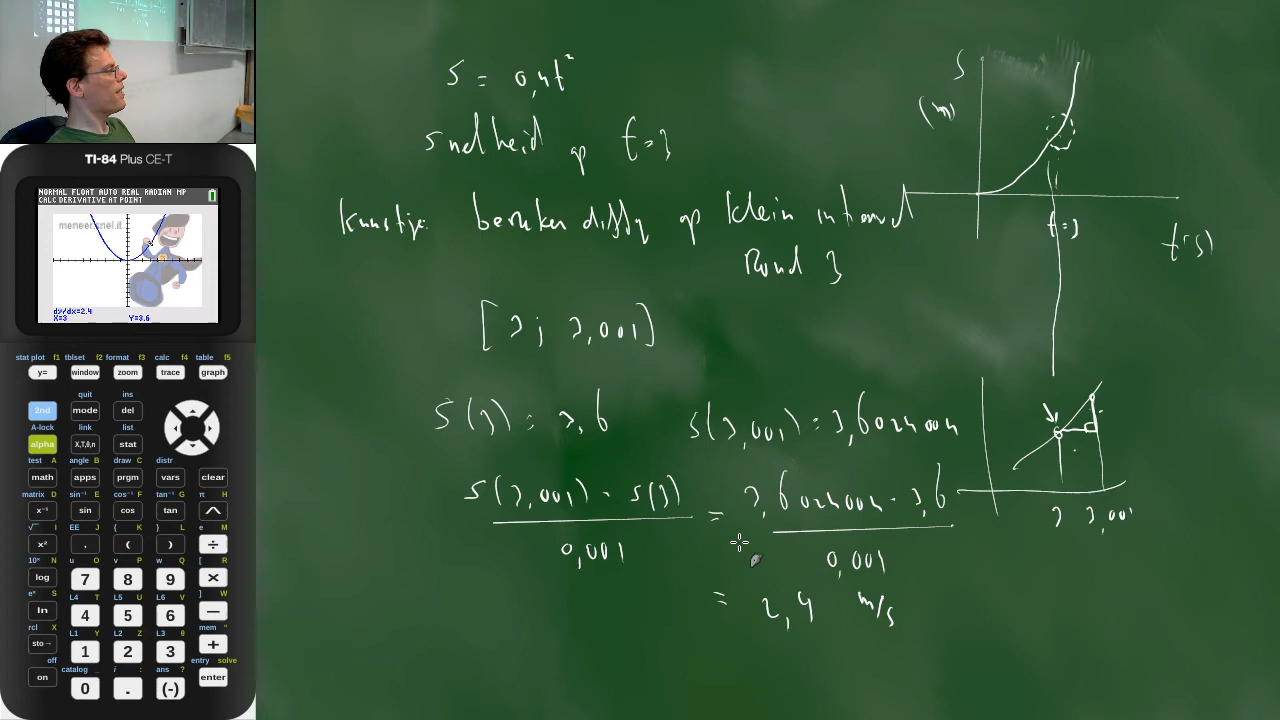 S = 0,4t²
snelheid op t=3
kunstje: bereken diffq op klein interval
Rond 3
[3; 3,001]
S(3) = 3,6
S(3,001) = 3,6024004
S(3,001) - S(3)
0,001
=
3,6024004 - 3,6
0,001
= 2,4 m/s
S
(m)
t=3
t(s)
3 3,001
TI-84 Plus CE-T
NORMAL FLOAT AUTO REAL RADIAN MP
CALC DERIVATIVE AT POINT
meneer.snel.it
dy/dx=2.4
X=3 Y=3.6
stat plot f1 tblset f2 format f3 calc f4 table f5
y= window zoom trace graph
quit ins
2nd mode del
A-lock link list
alpha X,T,θ,n stat
test A angle B draw C distr
math apps prgm vars clear
matrix D sin⁻¹ E cos⁻¹ F tan⁻¹ G π H
x⁻¹ sin cos tan ^
√ I EE J { K } L e M
x² , ( ) ÷
10ˣ N u O v P w Q [ R
log 7 8 9 ×
eˣ S L4 T L5 U L6 V ] W
ln 4 5 6 −
rcl X L1 Y L2 Z L3 θ mem "
sto→ 1 2 3 +
off catalog i : ans ? entry solve
on 0 . (-) enter